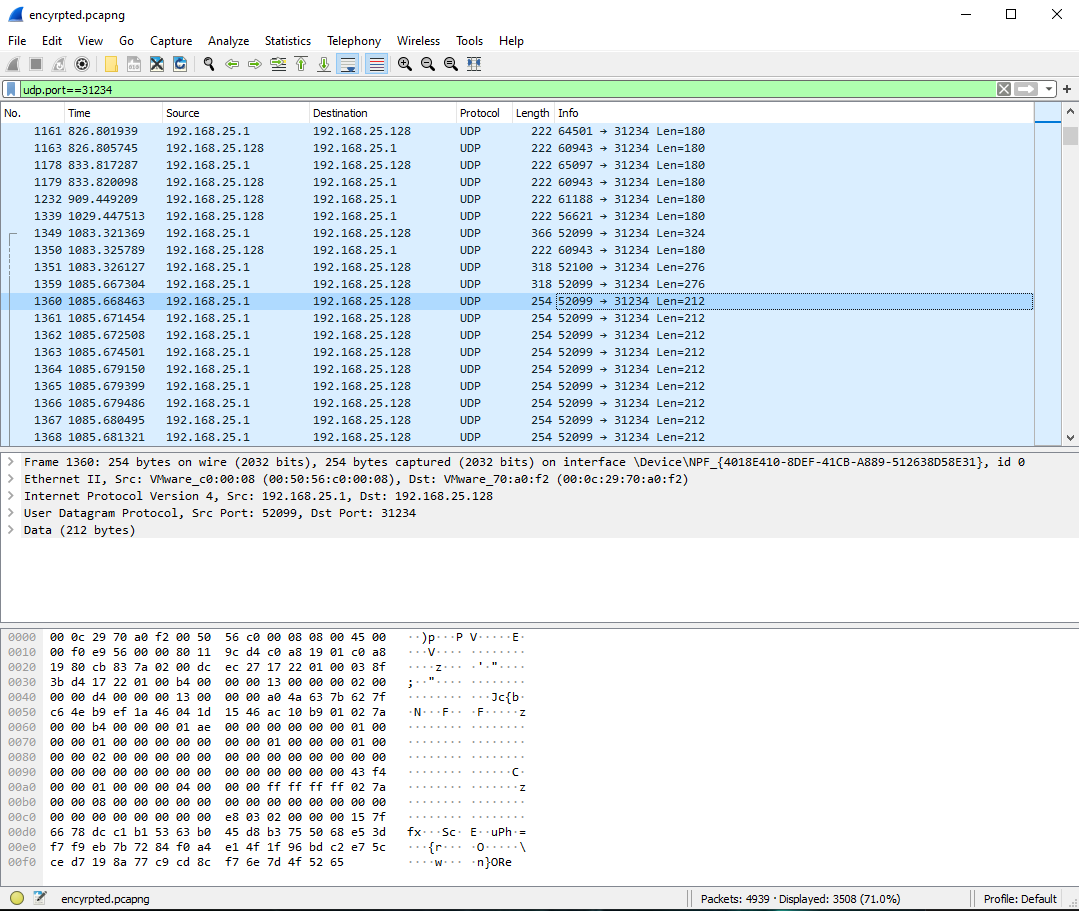 encyrpted.pcapng
File Edit View Go Capture Analyze Statistics Telephony Wireless Tools Help
udp.port==31234
No. Time Source Destination Protocol Length Info
1161 826.801939 192.168.25.1 192.168.25.128 UDP 222 64501 → 31234 Len=180
1163 826.805745 192.168.25.128 192.168.25.1 UDP 222 60943 → 31234 Len=180
1178 833.817287 192.168.25.1 192.168.25.128 UDP 222 65097 → 31234 Len=180
1179 833.820098 192.168.25.128 192.168.25.1 UDP 222 60943 → 31234 Len=180
1232 909.449209 192.168.25.128 192.168.25.1 UDP 222 61188 → 31234 Len=180
1339 1029.447513 192.168.25.128 192.168.25.1 UDP 222 56621 → 31234 Len=180
1349 1083.321369 192.168.25.1 192.168.25.128 UDP 366 52099 → 31234 Len=324
1350 1083.325789 192.168.25.128 192.168.25.1 UDP 222 60943 → 31234 Len=180
1351 1083.326127 192.168.25.1 192.168.25.128 UDP 318 52100 → 31234 Len=276
1359 1085.667304 192.168.25.1 192.168.25.128 UDP 318 52099 → 31234 Len=276
1360 1085.668463 192.168.25.1 192.168.25.128 UDP 254 52099 → 31234 Len=212
1361 1085.671454 192.168.25.1 192.168.25.128 UDP 254 52099 → 31234 Len=212
1362 1085.672508 192.168.25.1 192.168.25.128 UDP 254 52099 → 31234 Len=212
1363 1085.674501 192.168.25.1 192.168.25.128 UDP 254 52099 → 31234 Len=212
1364 1085.679150 192.168.25.1 192.168.25.128 UDP 254 52099 → 31234 Len=212
1365 1085.679399 192.168.25.1 192.168.25.128 UDP 254 52099 → 31234 Len=212
1366 1085.679486 192.168.25.1 192.168.25.128 UDP 254 52099 → 31234 Len=212
1367 1085.680495 192.168.25.1 192.168.25.128 UDP 254 52099 → 31234 Len=212
1368 1085.681321 192.168.25.1 192.168.25.128 UDP 254 52099 → 31234 Len=212
Frame 1360: 254 bytes on wire (2032 bits), 254 bytes captured (2032 bits) on interface \Device\NPF_{4018E410-8DEF-41CB-A889-512638D58E31}, id 0
Ethernet II, Src: VMware_c0:00:08 (00:50:56:c0:00:08), Dst: VMware_70:a0:f2 (00:0c:29:70:a0:f2)
Internet Protocol Version 4, Src: 192.168.25.1, Dst: 192.168.25.128
User Datagram Protocol, Src Port: 52099, Dst Port: 31234
Data (212 bytes)
0000 00 0c 29 70 a0 f2 00 50 56 c0 00 08 08 00 45 00 ··)p···P V·····E·
0010 00 f0 e9 56 00 00 80 11 9c d4 c0 a8 19 01 c0 a8 ···V···· ········
0020 19 80 cb 83 7a 02 00 dc ec 27 17 22 01 00 03 8f ····z··· ·'·"····
0030 3b d4 17 22 01 00 b4 00 00 00 13 00 00 00 02 00 ;··"···· ········
0040 00 00 d4 00 00 00 13 00 00 00 a0 4a 63 7b 62 7f ········ ···Jc{b·
0050 c6 4e b9 ef 1a 46 04 1d 15 46 ac 10 b9 01 02 7a ·N···F·· ·F·····z
0060 00 00 b4 00 00 00 01 ae 00 00 00 00 00 00 01 00 ········ ········
0070 00 00 01 00 00 00 00 00 00 00 01 00 00 00 01 00 ········ ········
0080 00 00 02 00 00 00 00 00 00 00 00 00 00 00 00 00 ········ ········
0090 00 00 00 00 00 00 00 00 00 00 00 00 00 00 43 f4 ········ ······C·
00a0 00 00 01 00 00 00 04 00 00 00 ff ff ff ff 02 7a ········ ·······z
00b0 00 00 08 00 00 00 00 00 00 00 00 00 00 00 00 00 ········ ········
00c0 00 00 00 00 00 00 00 00 e8 03 02 00 00 00 15 7f ········ ········
00d0 66 78 dc c1 b1 53 63 b0 45 d8 b3 75 50 68 e5 3d fx···Sc· E··uPh·=
00e0 f7 f9 eb 7b 72 84 f0 a4 e1 4f 1f 96 bd c2 e7 5c ···{r··· ·O·····\
00f0 ce d7 19 8a 77 c9 cd 8c f7 6e 7d 4f 52 65 ····w··· ·n}ORe
encyrpted.pcapng Packets: 4939 · Displayed: 3508 (71.0%) Profile: Default